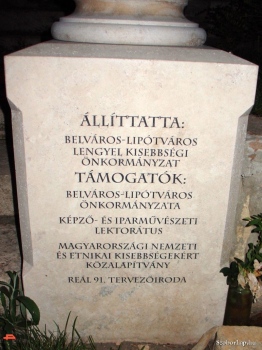 ÁLLÍTTATTA:
BELVÁROS-LIPÓTVÁROS
LENGYEL KISEBBSÉGI
ÖNKORMÁNYZAT
TÁMOGATÓK:
BELVÁROS-LIPÓTVÁROS
ÖNKORMÁNYZATA
KÉPZŐ- ÉS IPARMŰVÉSZETI
LEKTORÁTUS
MAGYARORSZÁGI NEMZETI
ÉS ETNIKAI KISEBBSÉGEKÉRT
KÖZALAPÍTVÁNY
REÁL 91. TERVEZŐIRODA